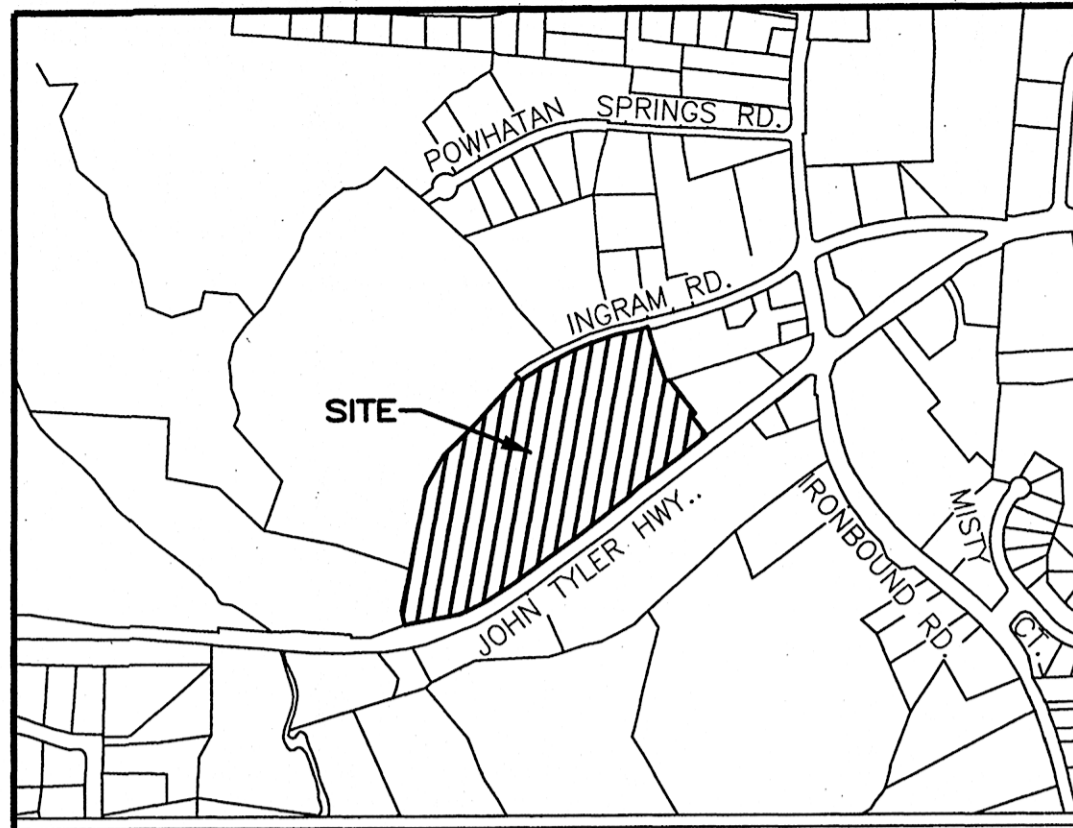 POWHATAN SPRINGS RD.
INGRAM RD.
SITE
JOHN TYLER HWY..
IRONBOUND RD.
MISTY CT.